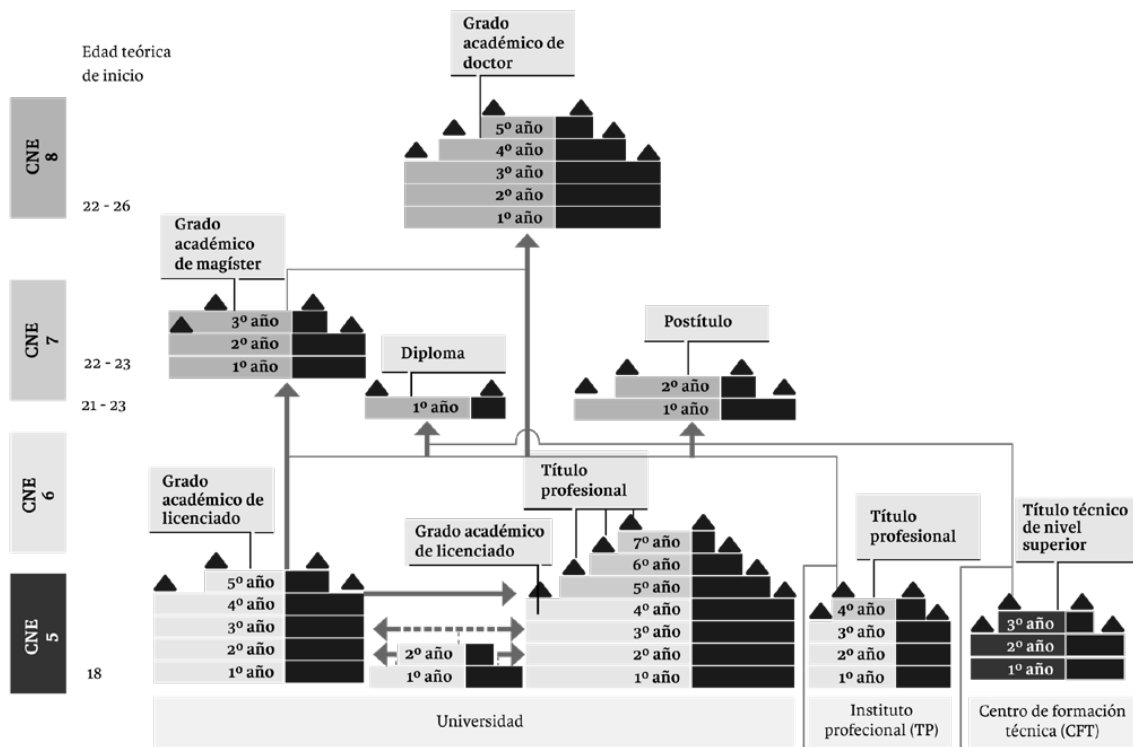 Edad teórica
de inicio
Grado
académico de
doctor
5º año
4º año
3º año
2º año
1º año
CNE
8
22 - 26
Grado
académico
de magíster
3º año
2º año
1º año
CNE
7
22 - 23
21 - 23
Diploma
1º año
Postítulo
2º año
1º año
CNE
6
Grado
académico de
licenciado
5º año
4º año
3º año
2º año
1º año
CNE
5
18
2º año
1º año
Grado académico
de licenciado
Título
profesional
7º año
6º año
5º año
4º año
3º año
2º año
1º año
Título
profesional
4º año
3º año
2º año
1º año
Título técnico
de nivel
superior
3º año
2º año
1º año
Universidad
Instituto
profecional (TP)
Centro de formación
técnica (CFT)